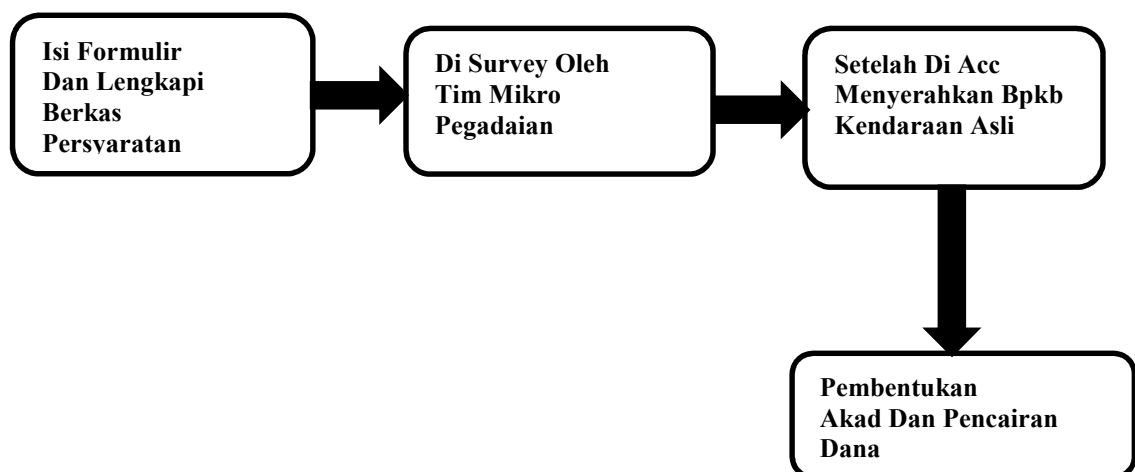 Isi Formulir
Dan Lengkapi
Berkas
Persyaratan
Di Survey Oleh
Tim Mikro
Pegadaian
Setelah Di Acc
Menyerahkan Bpkb
Kendaraan Asli
Pembentukan
Akad Dan Pencairan
Dana